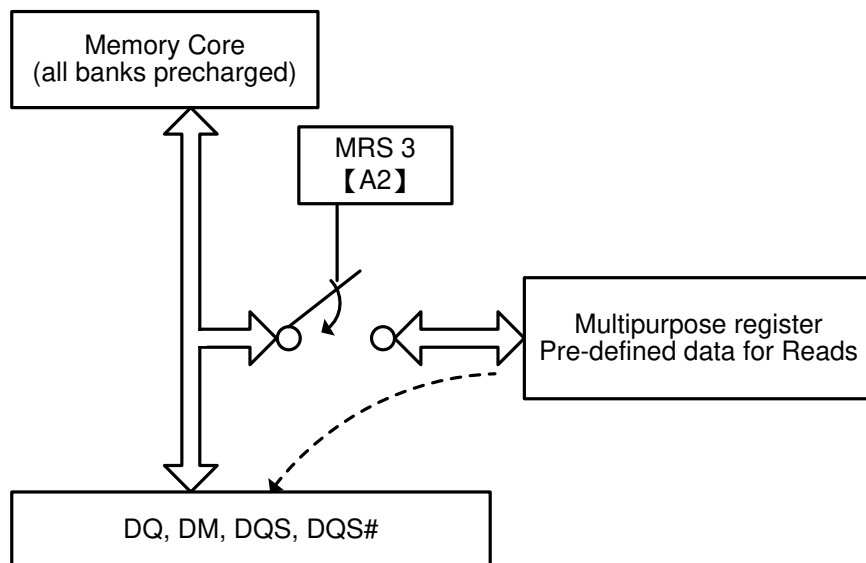 Memory Core
(all banks precharged)
MRS 3
【A2】
Multipurpose register
Pre-defined data for Reads
DQ, DM, DQS, DQS#